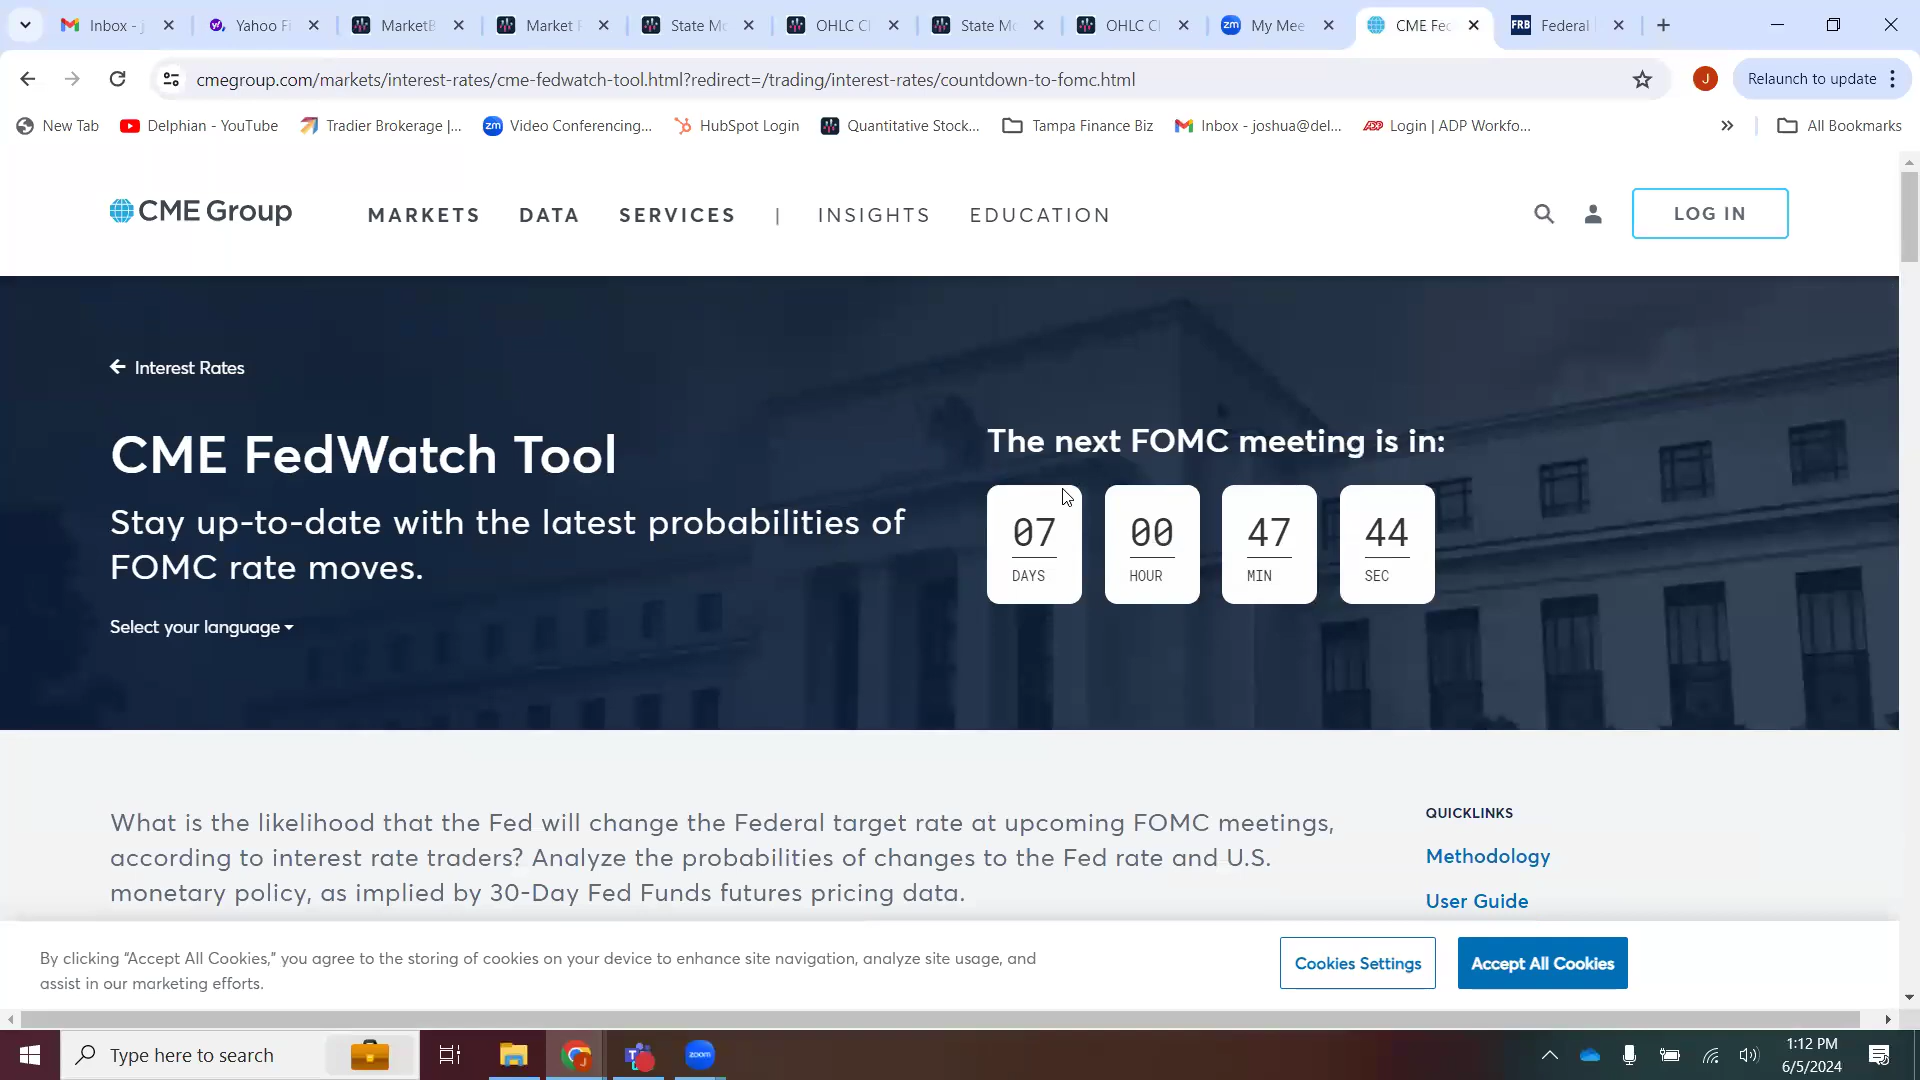 Inbox - j
Yahoo Fi
MarketB
Market F
State Mo
OHLC Cl
State Mo
OHLC Cl
zm
My Mee
CME Fec
FRB
Federal
cmegroup.com/markets/interest-rates/cme-fedwatch-tool.html?redirect=/trading/interest-rates/countdown-to-fomc.html
J
Relaunch to update
New Tab
Delphian - YouTube
Tradier Brokerage |...
zm
Video Conferencing...
HubSpot Login
Quantitative Stock...
Tampa Finance Biz
Inbox - joshua@del...
Login | ADP Workfo...
All Bookmarks
CME Group
MARKETS
DATA
SERVICES
|
INSIGHTS
EDUCATION
LOG IN
Interest Rates
CME FedWatch Tool
Stay up-to-date with the latest probabilities of
FOMC rate moves.
Select your language
The next FOMC meeting is in:
07
DAYS
00
HOUR
47
MIN
44
SEC
What is the likelihood that the Fed will change the Federal target rate at upcoming FOMC meetings,
according to interest rate traders? Analyze the probabilities of changes to the Fed rate and U.S.
monetary policy, as implied by 30-Day Fed Funds futures pricing data.
QUICKLINKS
Methodology
User Guide
By clicking “Accept All Cookies,” you agree to the storing of cookies on your device to enhance site navigation, analyze site usage, and
assist in our marketing efforts.
Cookies Settings
Accept All Cookies
Type here to search
zoom
1:12 PM
6/5/2024